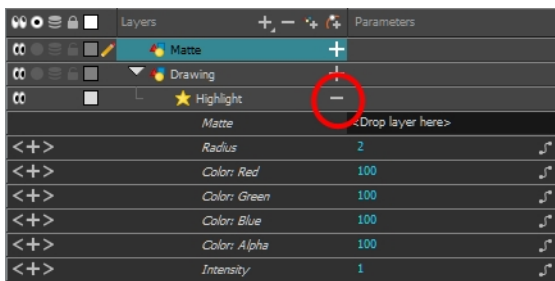 Layers Parameters
Matte
Drawing
Highlight
Matte <Drop layer here>
Radius 2
Color: Red 100
Color: Green 100
Color: Blue 100
Color: Alpha 100
Intensity 1